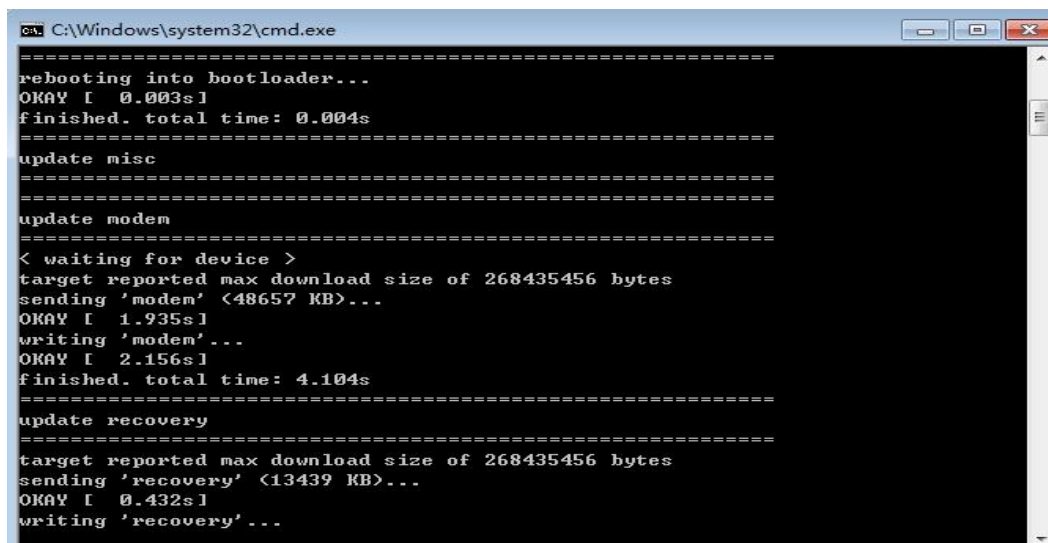 C:\Windows\system32\cmd.exe
============================================================
rebooting into bootloader...
OKAY [  0.003s]
finished. total time: 0.004s
============================================================
update misc
============================================================
============================================================
update modem
============================================================
< waiting for device >
target reported max download size of 268435456 bytes
sending 'modem' (48657 KB)...
OKAY [  1.935s]
writing 'modem'...
OKAY [  2.156s]
finished. total time: 4.104s
============================================================
update recovery
============================================================
target reported max download size of 268435456 bytes
sending 'recovery' (13439 KB)...
OKAY [  0.432s]
writing 'recovery'...